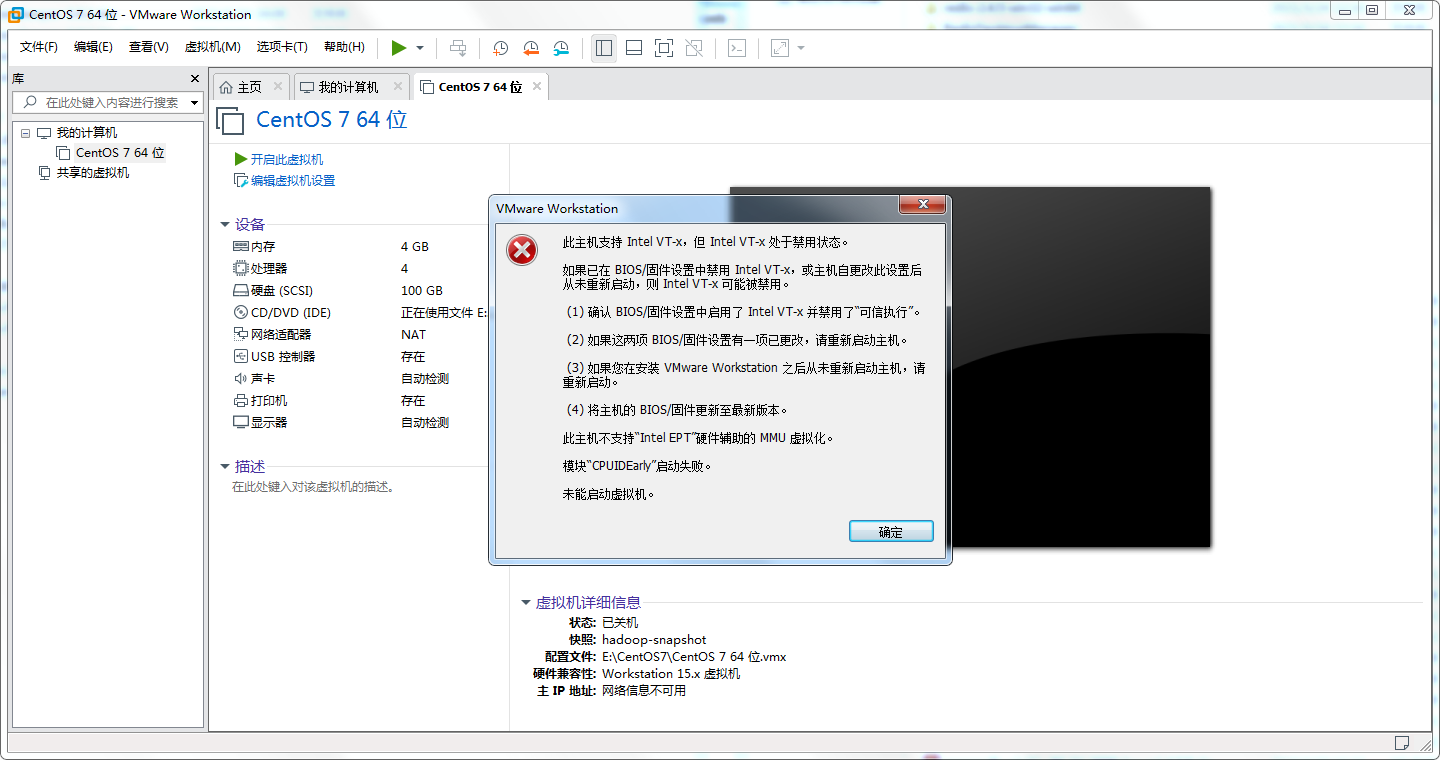 CentOS 7 64 位 - VMware Workstation
文件(F) 编辑(E) 查看(V) 虚拟机(M) 选项卡(T) 帮助(H)
库
在此处键入内容进行搜索
我的计算机
CentOS 7 64 位
共享的虚拟机
主页 我的计算机 CentOS 7 64 位
CentOS 7 64 位
开启此虚拟机
编辑虚拟机设置
设备
内存 4 GB
处理器 4
硬盘 (SCSI) 100 GB
CD/DVD (IDE) 正在使用文件 E:
网络适配器 NAT
USB 控制器 存在
声卡 自动检测
打印机 存在
显示器 自动检测
描述
在此处键入对该虚拟机的描述。
VMware Workstation
此主机支持 Intel VT-x，但 Intel VT-x 处于禁用状态。
如果已在 BIOS/固件设置中禁用 Intel VT-x，或主机自更改此设置后
从未重新启动，则 Intel VT-x 可能被禁用。
(1) 确认 BIOS/固件设置中启用了 Intel VT-x 并禁用了“可信执行”。
(2) 如果这两项 BIOS/固件设置有一项已更改，请重新启动主机。
(3) 如果您在安装 VMware Workstation 之后从未重新启动主机，请
重新启动。
(4) 将主机的 BIOS/固件更新至最新版本。
此主机不支持“Intel EPT”硬件辅助的 MMU 虚拟化。
模块“CPUIDEarly”启动失败。
未能启动虚拟机。
确定
虚拟机详细信息
状态: 已关机
快照: hadoop-snapshot
配置文件: E:\CentOS7\CentOS 7 64 位.vmx
硬件兼容性: Workstation 15.x 虚拟机
主 IP 地址: 网络信息不可用